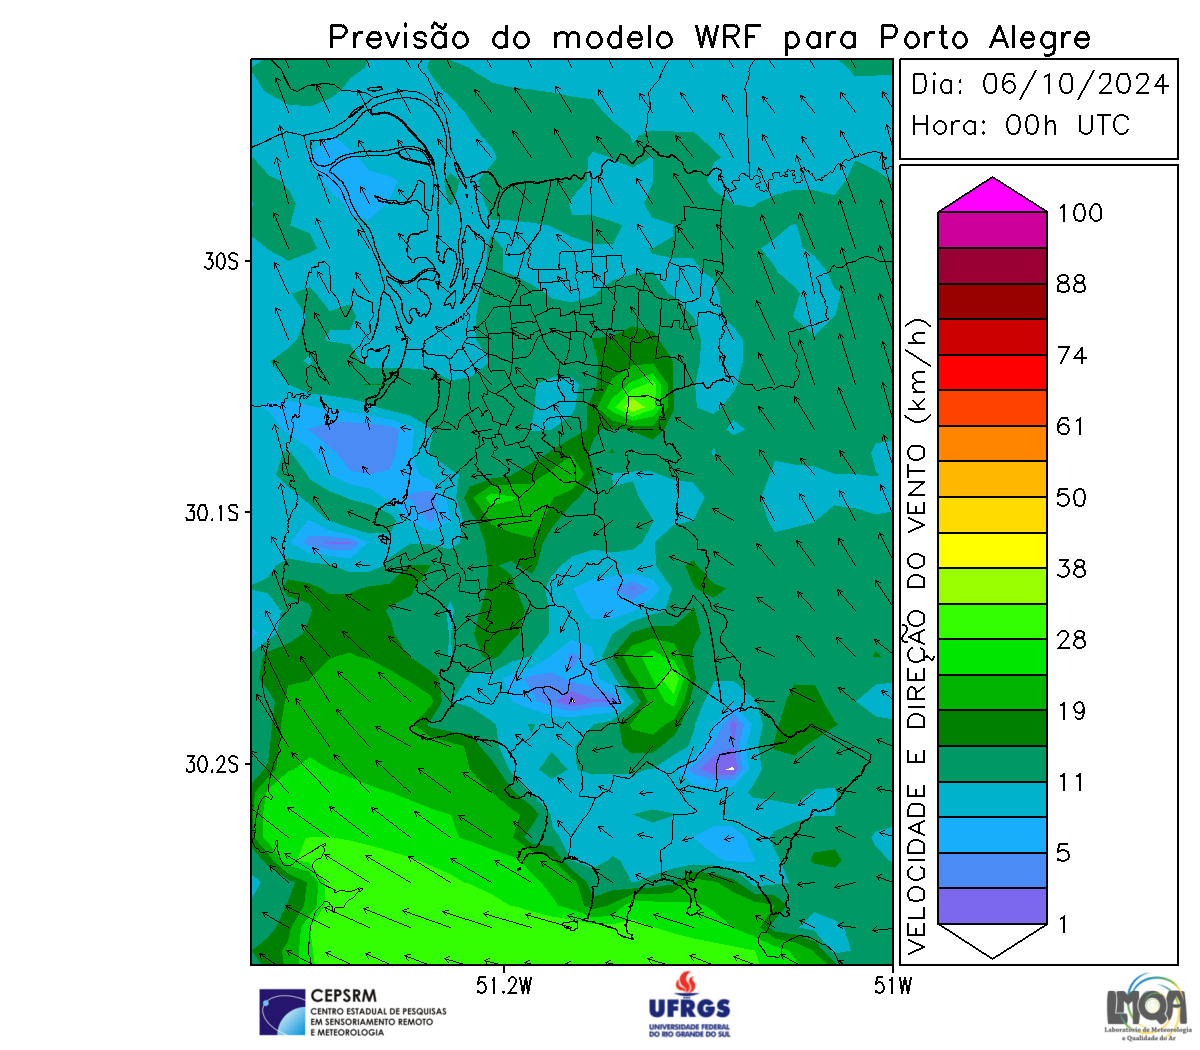 Previsão do modelo WRF para Porto Alegre
Dia: 06/10/2024
Hora: 00h UTC
30S
30.1S
30.2S
51.2W
51W
VELOCIDADE E DIREÇÃO DO VENTO (km/h)
100
88
74
61
50
38
28
19
11
5
1
CEPSRM
CENTRO ESTADUAL DE PESQUISAS
EM SENSORIAMENTO REMOTO
E METEOROLOGIA
UFRGS
UNIVERSIDADE FEDERAL
DO RIO GRANDE DO SUL
LMQA
Laboratório de Meteorologia
e Qualidade do Ar